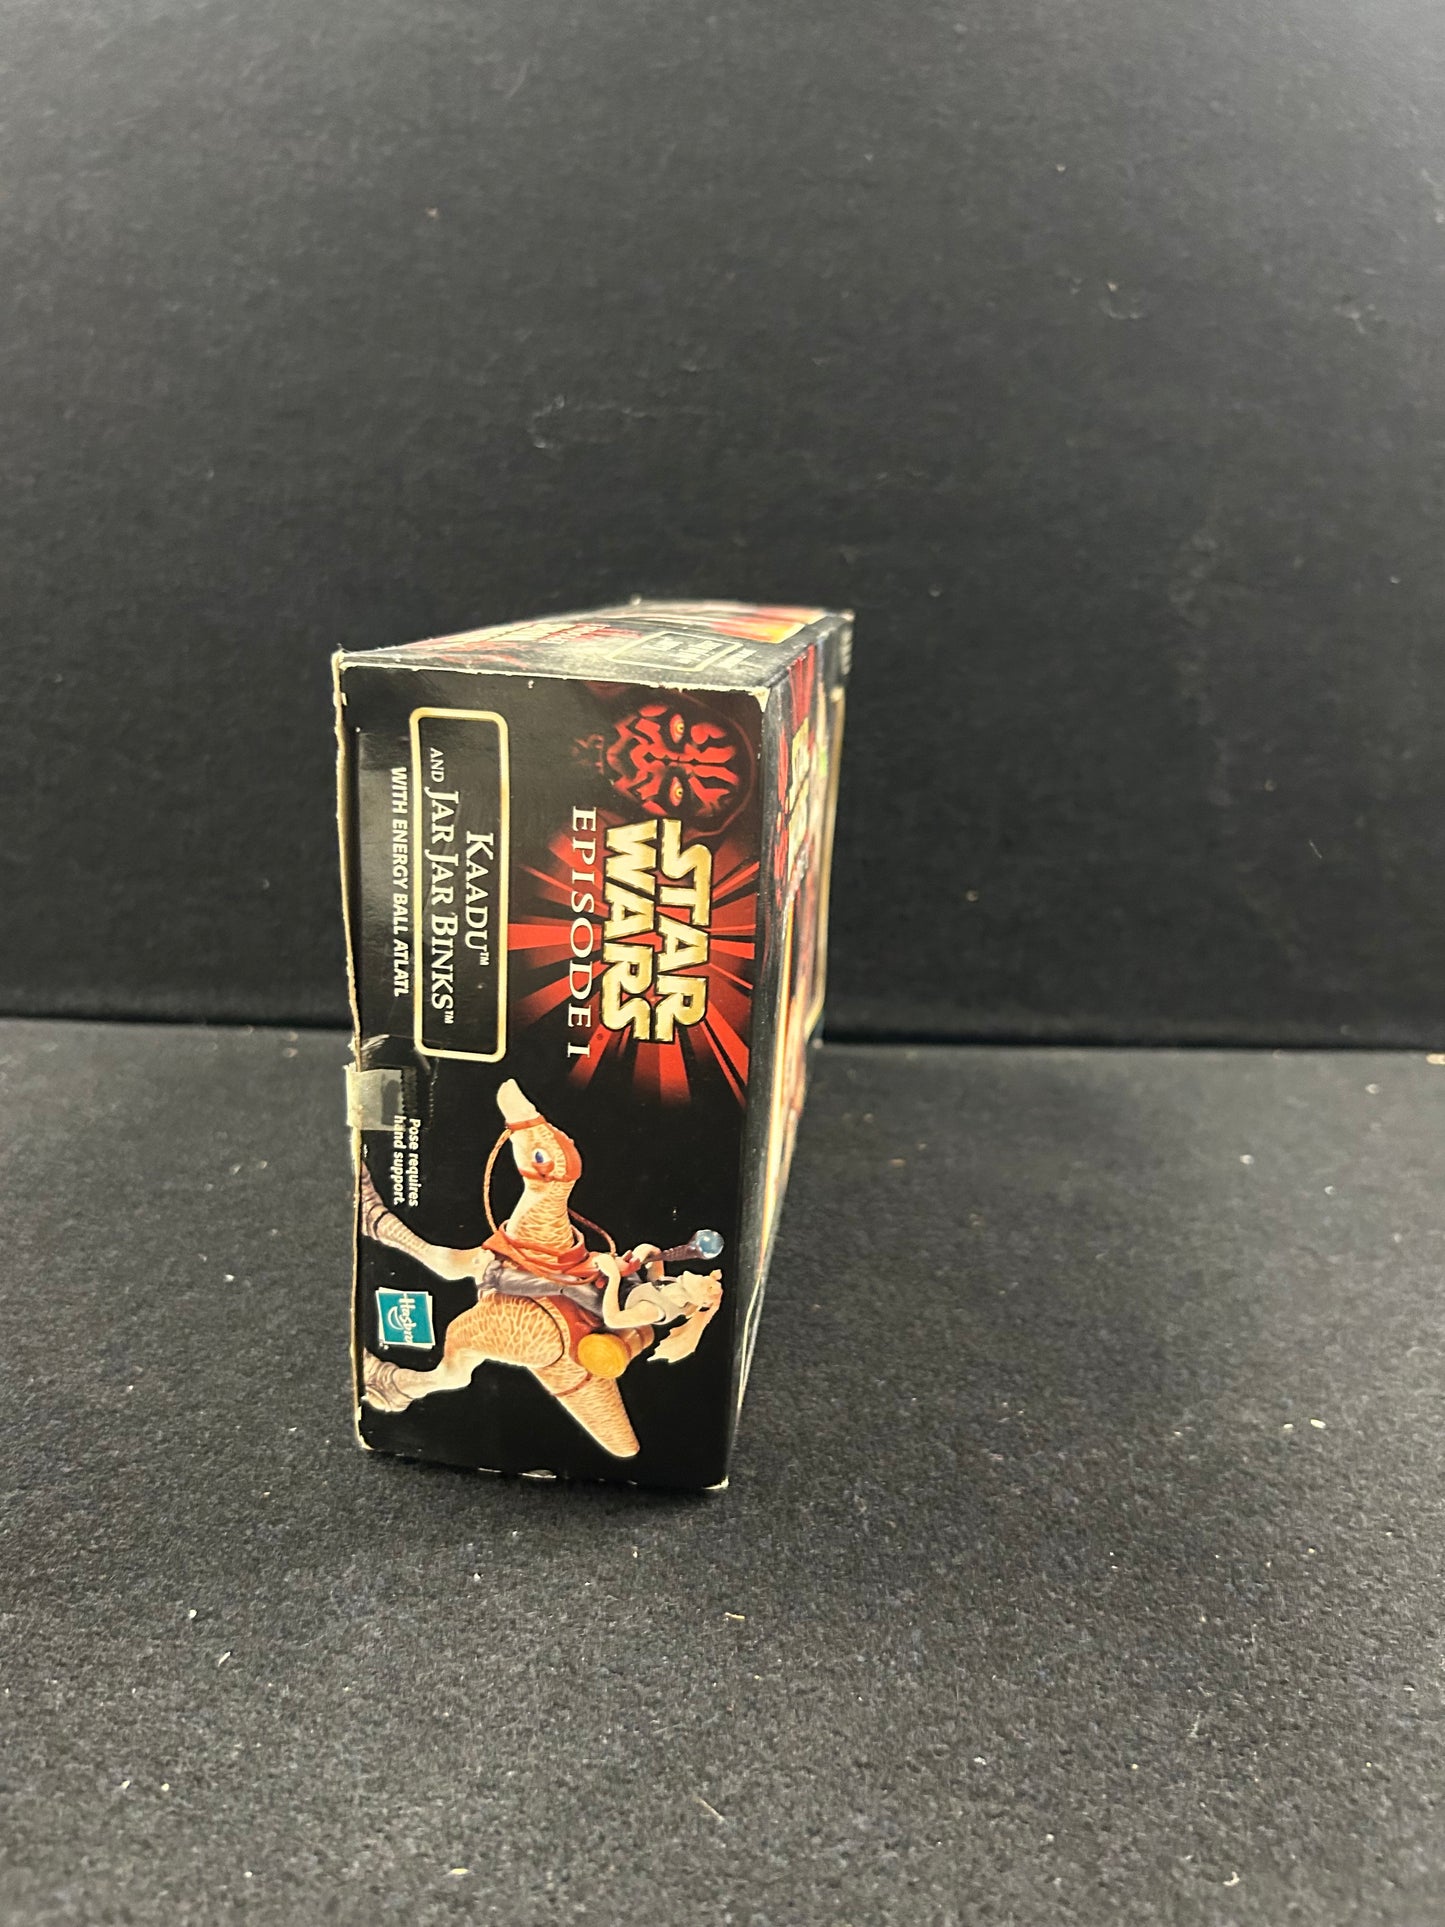 STAR
WARS
EPISODE I
KAADU™
AND JAR JAR BINKS™
WITH ENERGY BALL ATLATL
Pose requires
hand support.
Hasbro